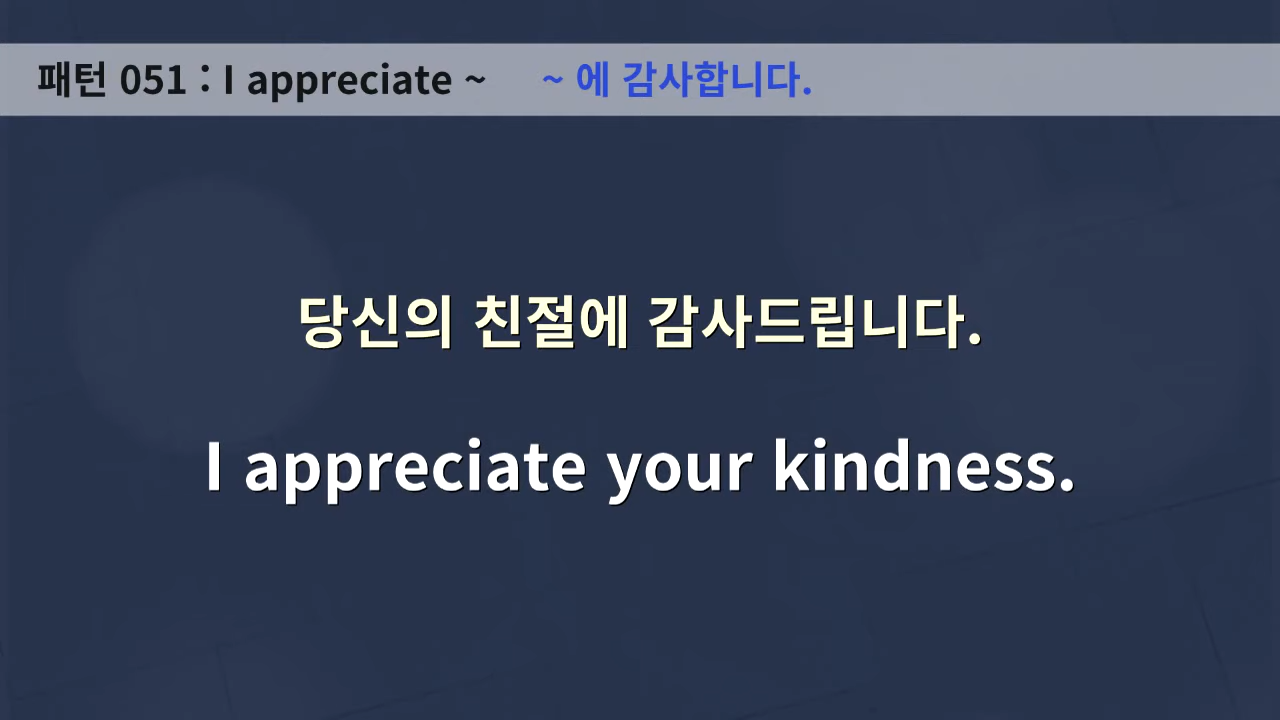 패턴 051 : I appreciate ~ ~ 에 감사합니다.
당신의 친절에 감사드립니다.
I appreciate your kindness.